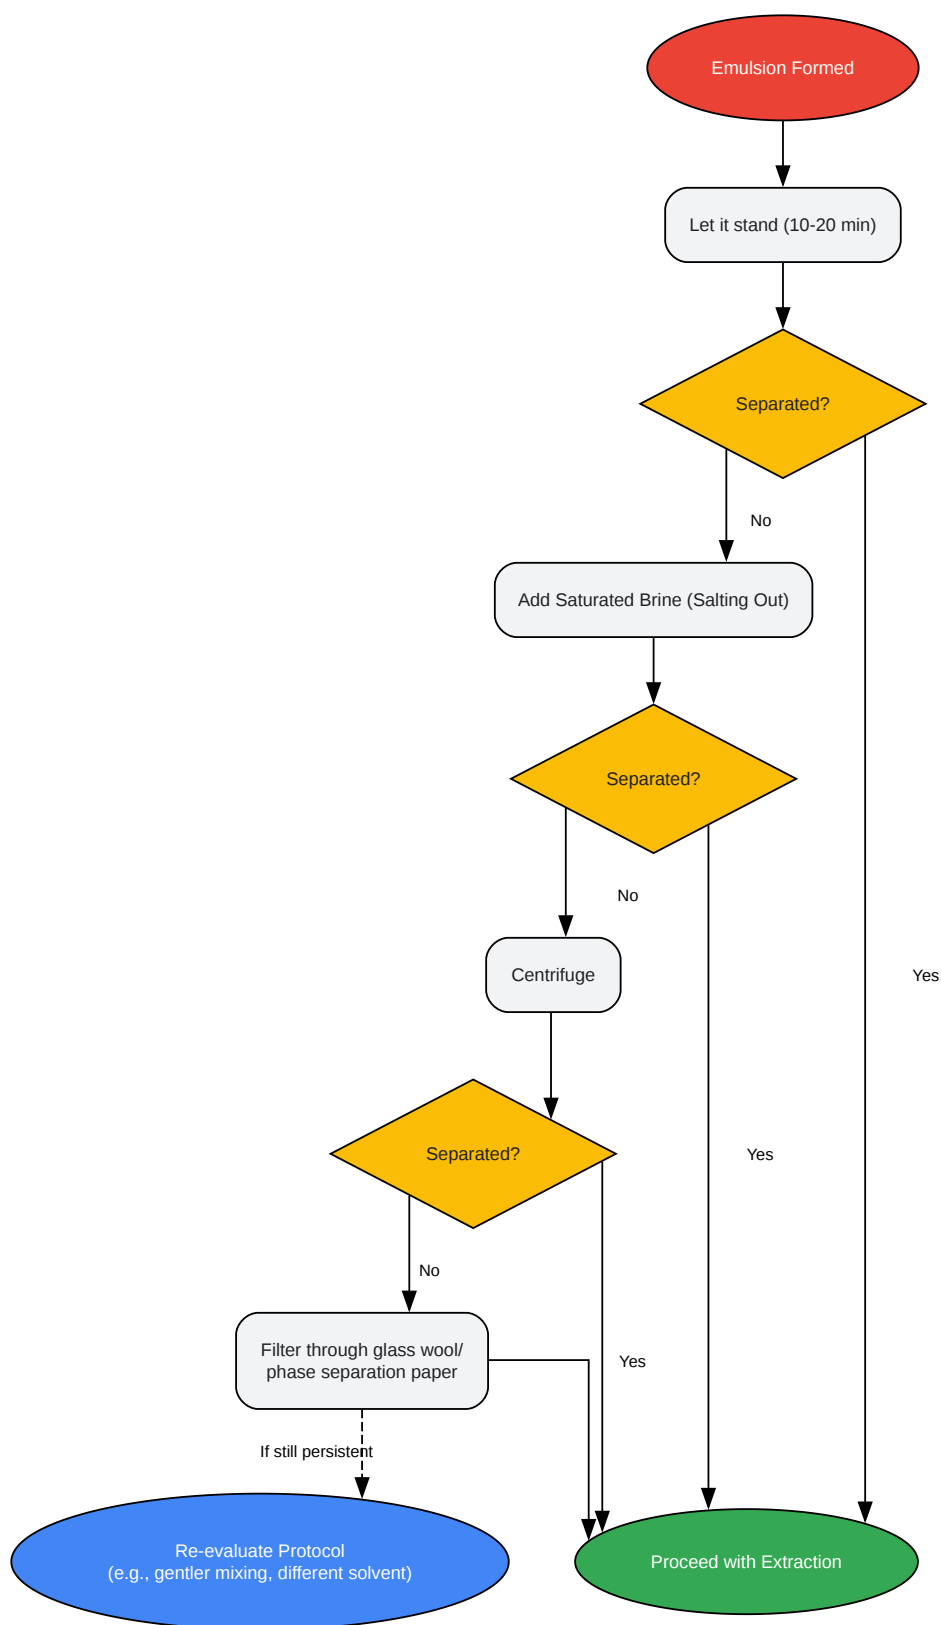 Emulsion Formed
Let it stand (10-20 min)
Separated?
No
Add Saturated Brine (Salting Out)
Separated?
No
Centrifuge
Yes
Separated?
Yes
No
Filter through glass wool/
phase separation paper
Yes
If still persistent
Re-evaluate Protocol
(e.g., gentler mixing, different solvent)
Proceed with Extraction